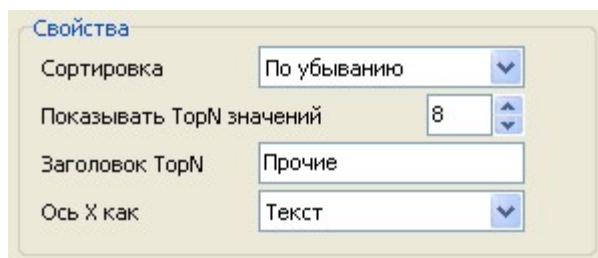 Свойства
Сортировка По убыванию
Показывать TopN значений 8
Заголовок TopN Прочие
Ось X как Текст